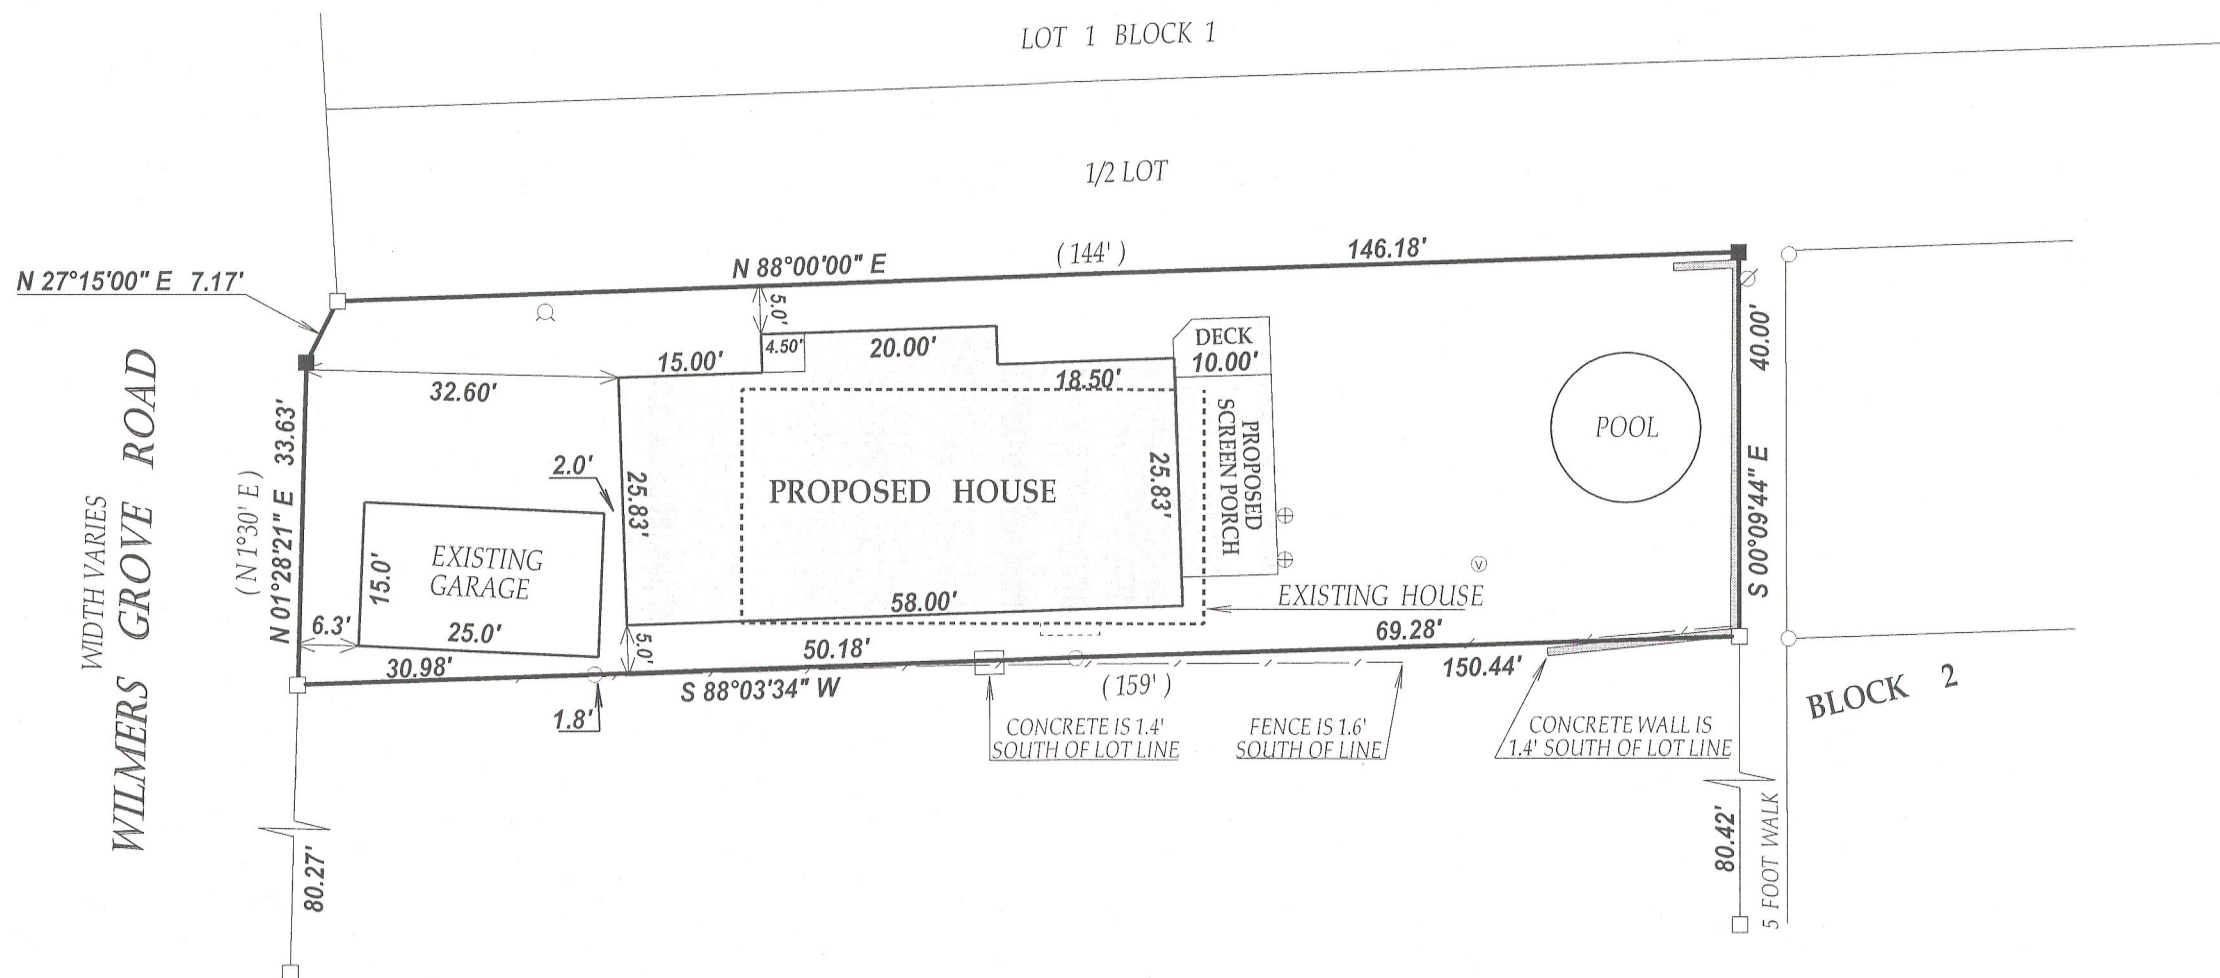 LOT 1 BLOCK 1
1/2 LOT
N 27°15'00" E 7.17'
N 88°00'00" E
( 144' )
146.18'
5.0'
4.50'
20.00'
15.00'
18.50'
DECK
10.00'
32.60'
40.00'
S 00°09'44" E
POOL
PROPOSED
SCREEN PORCH
WIDTH VARIES
WILMERS GROVE ROAD
( N 1°30' E )
N 01°28'21" E 33.63'
2.0'
25.83'
PROPOSED HOUSE
25.83'
EXISTING
GARAGE
15.0'
25.0'
6.3'
58.00'
V
EXISTING HOUSE
5.0'
30.98'
50.18'
69.28'
S 88°03'34" W
( 159' )
150.44'
1.8'
CONCRETE IS 1.4'
SOUTH OF LOT LINE
FENCE IS 1.6'
SOUTH OF LINE
CONCRETE WALL IS
1.4' SOUTH OF LOT LINE
BLOCK 2
80.27'
80.42'
5 FOOT WALK